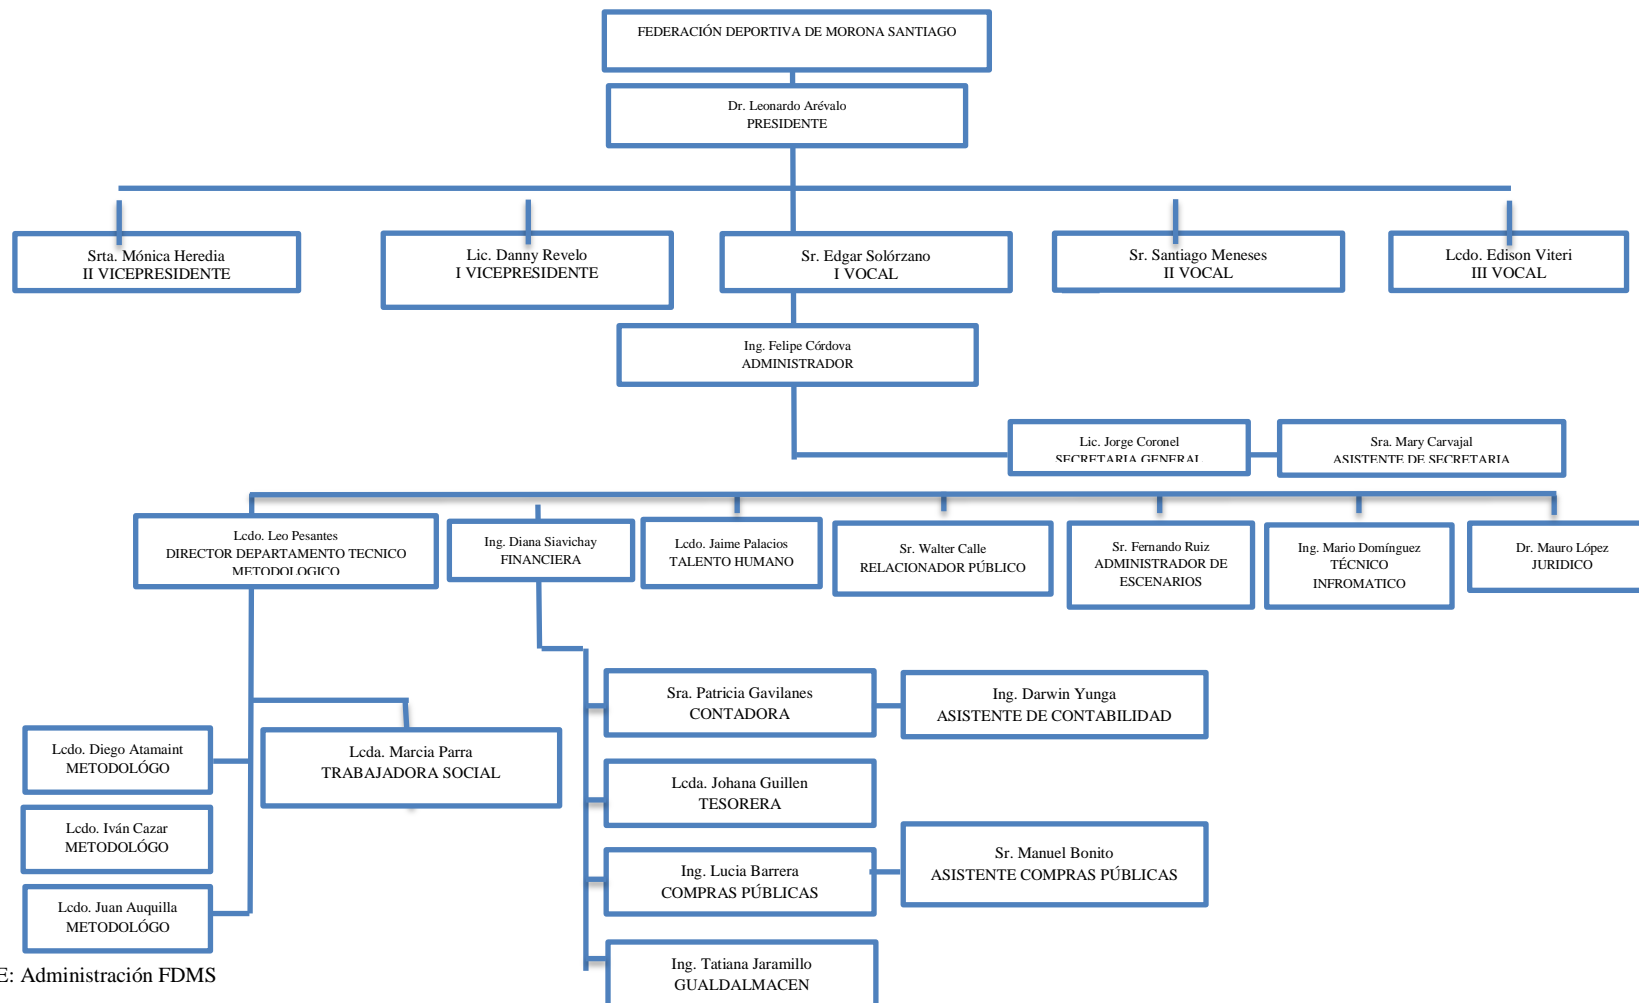 FEDERACIÓN DEPORTIVA DE MORONA SANTIAGO
Dr. Leonardo Arévalo
PRESIDENTE
Srta. Mónica Heredia
II VICEPRESIDENTE
Lic. Danny Revelo
I VICEPRESIDENTE
Sr. Edgar Solórzano
I VOCAL
Sr. Santiago Meneses
II VOCAL
Lcdo. Edison Viteri
III VOCAL
Ing. Felipe Córdova
ADMINISTRADOR
Lic. Jorge Coronel
SECRETARIA GENERAL
Sra. Mary Carvajal
ASISTENTE DE SECRETARIA
Lcdo. Leo Pesantes
DIRECTOR DEPARTAMENTO TECNICO
METODOLOGICO
Ing. Diana Siavichay
FINANCIERA
Lcdo. Jaime Palacios
TALENTO HUMANO
Sr. Walter Calle
RELACIONADOR PÚBLICO
Sr. Fernando Ruiz
ADMINISTRADOR DE
ESCENARIOS
Ing. Mario Domínguez
TÉCNICO
INFROMATICO
Dr. Mauro López
JURIDICO
Sra. Patricia Gavilanes
CONTADORA
Ing. Darwin Yunga
ASISTENTE DE CONTABILIDAD
Lcdo. Diego Atamaint
METODOLÓGO
Lcda. Marcia Parra
TRABAJADORA SOCIAL
Lcda. Johana Guillen
TESORERA
Lcdo. Iván Cazar
METODOLÓGO
Ing. Lucia Barrera
COMPRAS PÚBLICAS
Sr. Manuel Bonito
ASISTENTE COMPRAS PÚBLICAS
Lcdo. Juan Auquilla
METODOLÓGO
Ing. Tatiana Jaramillo
GUALDALMACEN
E: Administración FDMS